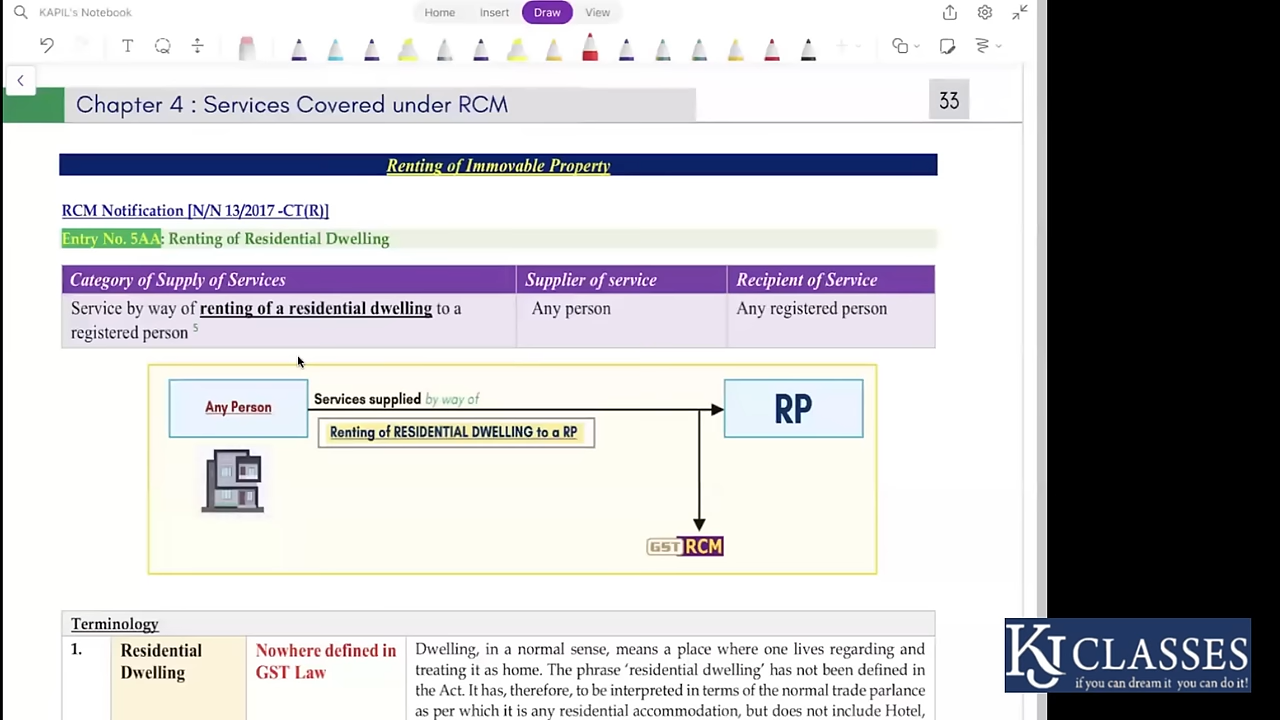 KAPIL's Notebook
Home Insert Draw View
Chapter 4 : Services Covered under RCM
33
Renting of Immovable Property
RCM Notification [N/N 13/2017 -CT(R)]
Entry No. 5AA: Renting of Residential Dwelling
Category of Supply of Services Supplier of service Recipient of Service
Service by way of renting of a residential dwelling to a Any person Any registered person
registered person 5
Any Person
Services supplied by way of
Renting of RESIDENTIAL DWELLING to a RP
RP
GST RCM
Terminology
1. Residential Nowhere defined in Dwelling, in a normal sense, means a place where one lives regarding and
Dwelling GST Law treating it as home. The phrase 'residential dwelling' has not been defined in
the Act. It has, therefore, to be interpreted in terms of the normal trade parlance
as per which it is any residential accommodation, but does not include Hotel,
KJ CLASSES
if you can dream it you can do it!